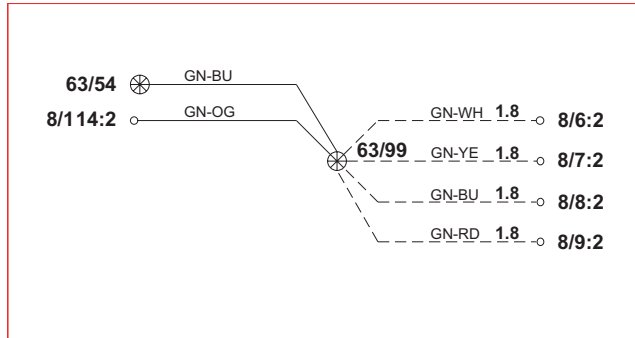 63/54 GN-BU
8/114:2 GN-OG
63/99
GN-WH 1.8 8/6:2
GN-YE 1.8 8/7:2
GN-BU 1.8 8/8:2
GN-RD 1.8 8/9:2